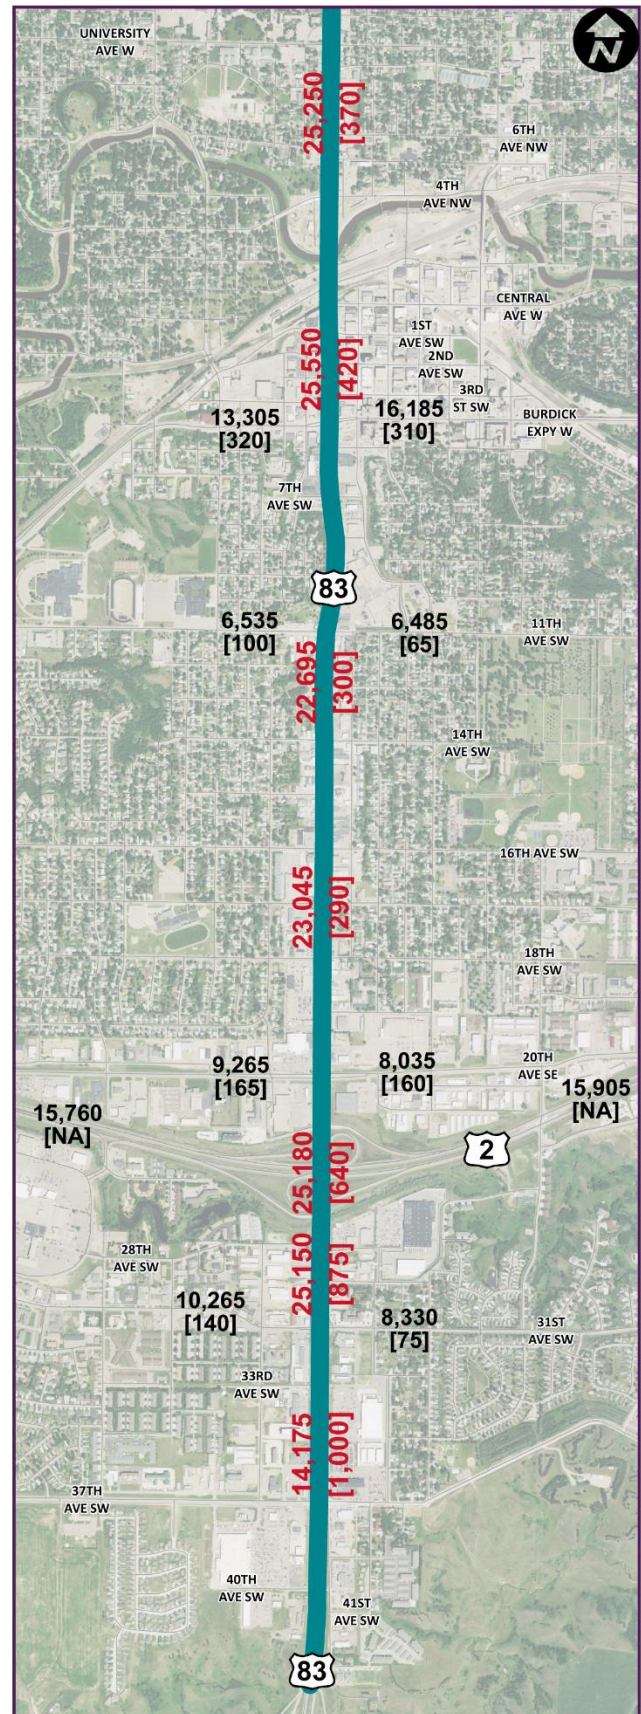 N
UNIVERSITY
AVE W
25,250
[370]
6TH
AVE NW
4TH
AVE NW
CENTRAL
AVE W
1ST
AVE SW
2ND
AVE SW
3RD
ST SW
25,550
[420]
13,305
[320]
16,185
[310]
BURDICK
EXPY W
7TH
AVE SW
83
6,535
[100]
6,485
[65]
11TH
AVE SW
22,695
[300]
14TH
AVE SW
16TH AVE SW
23,045
[290]
18TH
AVE SW
9,265
[165]
8,035
[160]
20TH
AVE SE
15,760
[NA]
15,905
[NA]
2
25,180
[640]
28TH
AVE SW
25,150
[875]
10,265
[140]
8,330
[75]
31ST
AVE SW
33RD
AVE SW
14,175
[1,000]
37TH
AVE SW
40TH
AVE SW
41ST
AVE SW
83